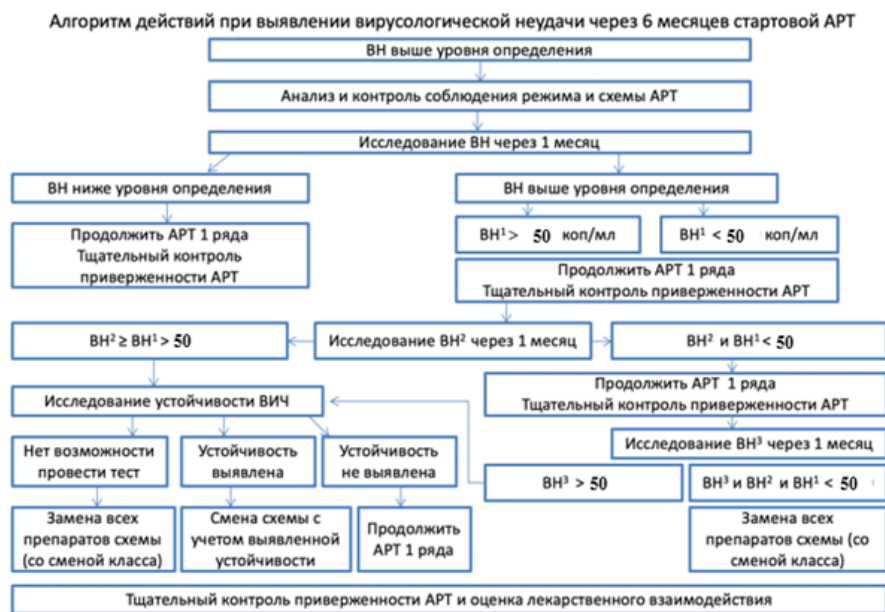 Алгоритм действий при выявлении вирусологической неудачи через 6 месяцев стартовой АРТ
ВН выше уровня определения
Анализ и контроль соблюдения режима и схемы АРТ
Исследование ВН через 1 месяц
ВН ниже уровня определения
ВН выше уровня определения
Продолжить АРТ 1 ряда
Тщательный контроль
приверженности АРТ
ВН¹ > 50 коп/мл
ВН¹ < 50 коп/мл
Продолжить АРТ 1 ряда
Тщательный контроль приверженности АРТ
ВН² ≥ ВН¹ > 50
Исследование ВН² через 1 месяц
ВН² и ВН¹ < 50
Исследование устойчивости ВИЧ
Продолжить АРТ 1 ряда
Тщательный контроль приверженности АРТ
Исследование ВН³ через 1 месяц
Нет возможности
провести тест
Устойчивость
выявлена
Устойчивость
не выявлена
ВН³ > 50
ВН³ и ВН² и ВН¹ < 50
Замена всех
препаратов схемы
(со сменой класса)
Смена схемы с
учетом выявленной
устойчивости
Продолжить
АРТ 1 ряда
Замена всех
препаратов схемы (со
сменой класса)
Тщательный контроль приверженности АРТ и оценка лекарственного взаимодействия